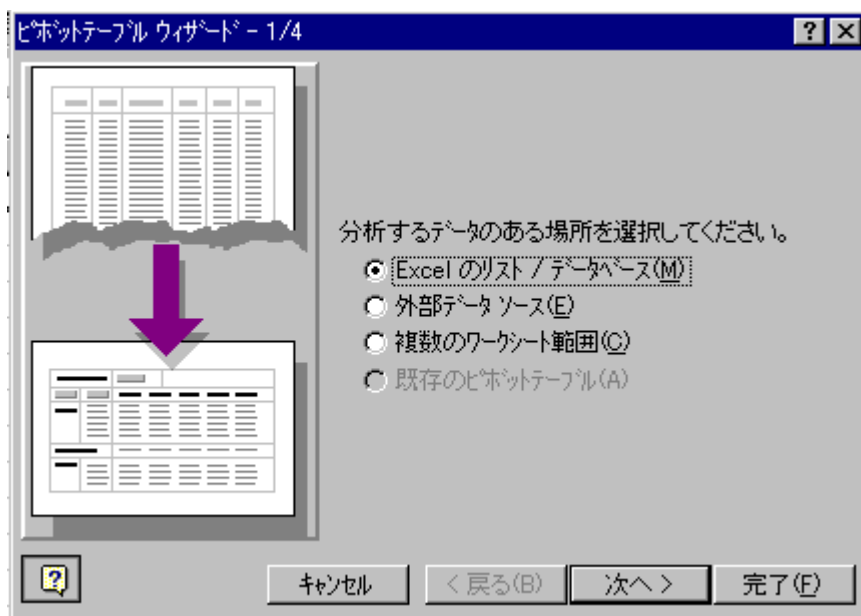 ピボットテーブル ウィザード - 1/4
分析するデータのある場所を選択してください。
Excel のリスト / データベース(M)
外部データ ソース(E)
複数のワークシート範囲(C)
既存のピボットテーブル(A)
キャンセル
< 戻る(B)
次へ >
完了(F)